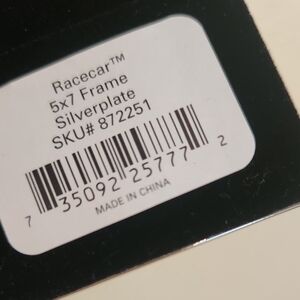 Racecar™
5x7 Frame
Silverplate
SKU# 872251
7 35092 25777 2
MADE IN CHINA